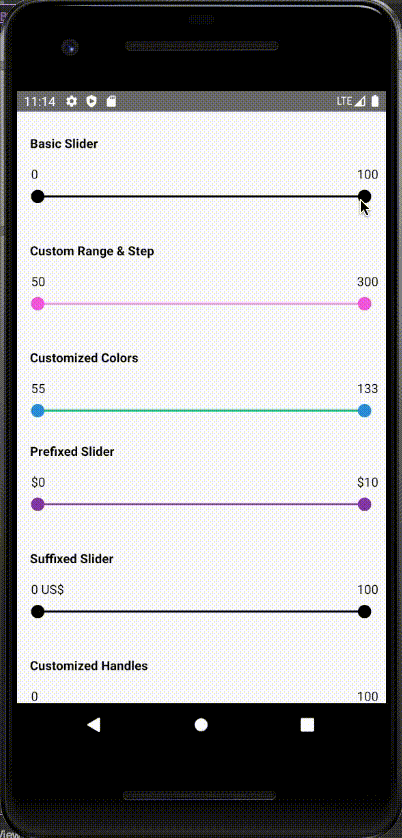 11:14 LTE
Basic Slider
0 100
Custom Range & Step
50 300
Customized Colors
55 133
Prefixed Slider
$0 $10
Suffixed Slider
0 US$ 100
Customized Handles
0 100
View